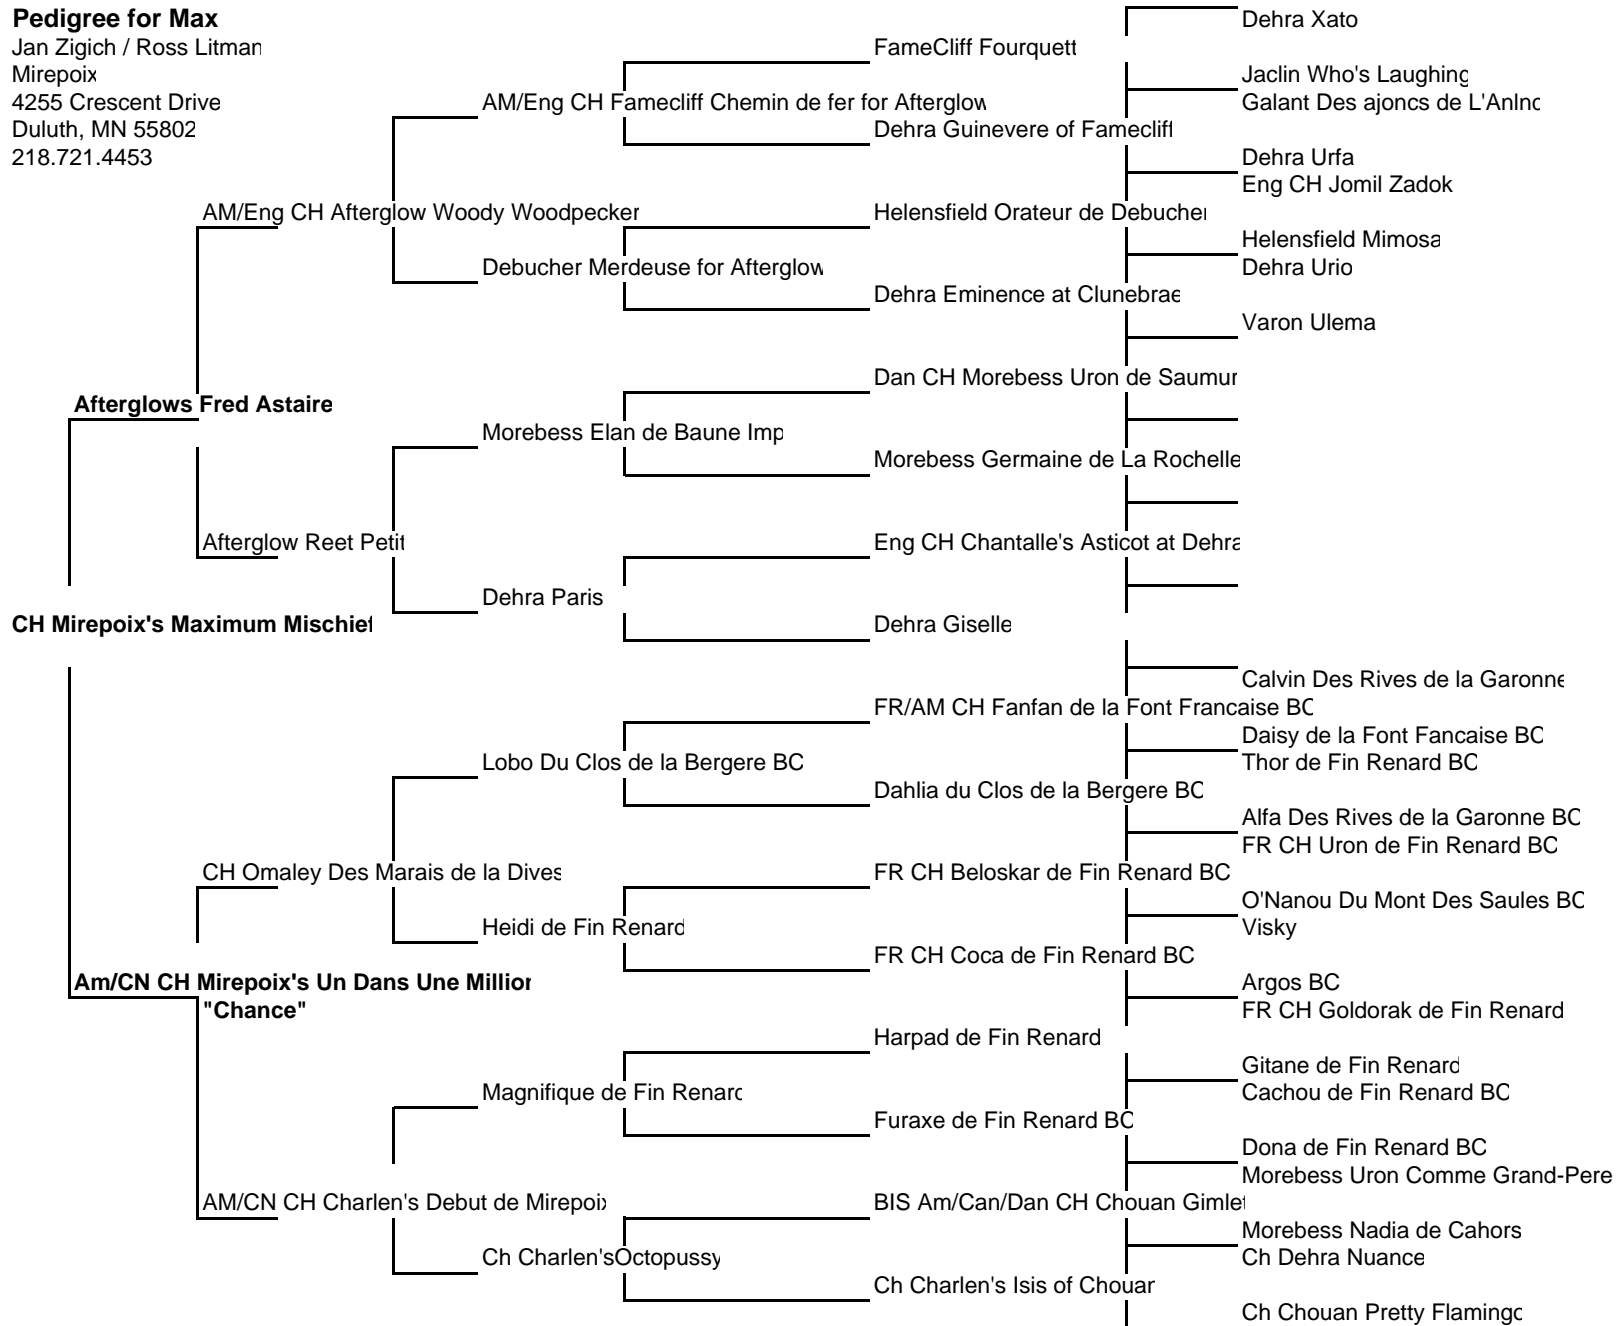 Pedigree for Max
Jan Zigich / Ross Litman
Mirepoix
4255 Crescent Drive
Duluth, MN 55802
218.721.4453
Dehra Xato
FameCliff Fourquett
Jaclin Who's Laughing
AM/Eng CH Famecliff Chemin de fer for Afterglow
Galant Des ajoncs de L'Anlnc
Dehra Guinevere of Famecliff
Dehra Urfa
Eng CH Jomil Zadok
AM/Eng CH Afterglow Woody Woodpecker
Helensfield Orateur de Debucher
Helensfield Mimosa
Debucher Merdeuse for Afterglow
Dehra Urio
Dehra Eminence at Clunebrae
Varon Ulema
Dan CH Morebess Uron de Saumur
Afterglows Fred Astaire
Morebess Elan de Baune Imp
Morebess Germaine de La Rochelle
Afterglow Reet Petit
Eng CH Chantalle's Asticot at Dehra
Dehra Paris
CH Mirepoix's Maximum Mischief
Dehra Giselle
Calvin Des Rives de la Garonne
FR/AM CH Fanfan de la Font Francaise BC
Daisy de la Font Fancaise BC
Lobo Du Clos de la Bergere BC
Thor de Fin Renard BC
Dahlia du Clos de la Bergere BC
Alfa Des Rives de la Garonne BC
FR CH Uron de Fin Renard BC
CH Omaley Des Marais de la Dives
FR CH Beloskar de Fin Renard BC
O'Nanou Du Mont Des Saules BC
Heidi de Fin Renard
Visky
FR CH Coca de Fin Renard BC
Am/CN CH Mirepoix's Un Dans Une Million
Argos BC
"Chance"
FR CH Goldorak de Fin Renard
Harpad de Fin Renard
Gitane de Fin Renard
Magnifique de Fin Renard
Cachou de Fin Renard BC
Furaxe de Fin Renard BC
Dona de Fin Renard BC
Morebess Uron Comme Grand-Pere
AM/CN CH Charlen's Debut de Mirepoix
BIS Am/Can/Dan CH Chouan Gimlet
Morebess Nadia de Cahors
Ch Charlen'sOctopussy
Ch Dehra Nuance
Ch Charlen's Isis of Chouan
Ch Chouan Pretty Flamingo